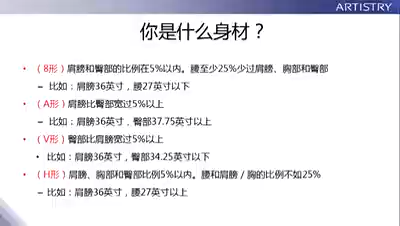 ARTISTRY
你是什么身材？
• （8形）肩膀和臀部的比例在5%以内。腰至少25%少过肩膀、胸部和臀部
– 比如：肩膀36英寸，腰27英寸以下
• （A形）肩膀比臀部宽过5%以上
– 比如：肩膀36英寸，臀部37.75英寸以上
• （V形）臀部比肩膀宽过5%以上
• 比如：肩膀36英寸，臀部34.25英寸以下
• （H形）肩膀、胸部和臀部比例5%以内。腰和肩膀/胸的比例不如25%
– 比如：肩膀36英寸，腰27英寸以上